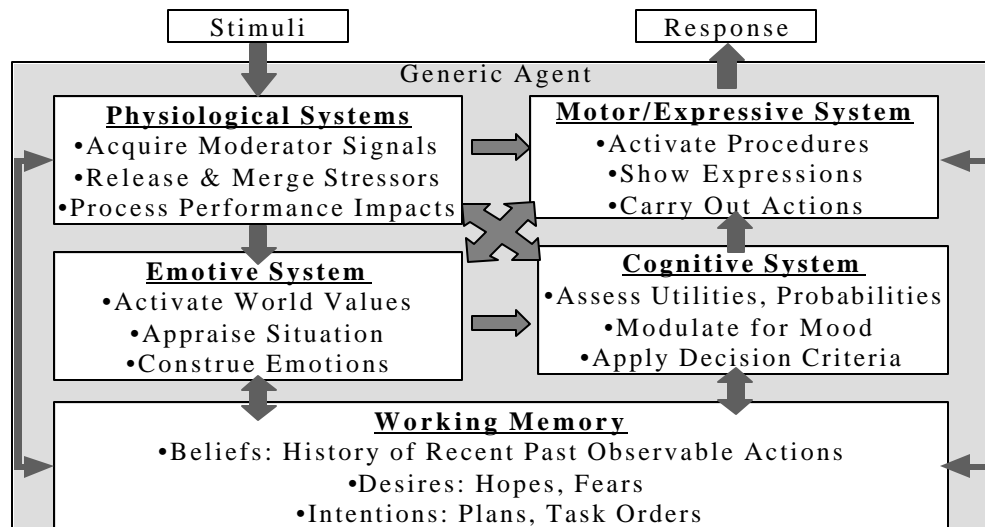 Stimuli
Response
Generic Agent
Physiological Systems
•Acquire Moderator Signals
•Release & Merge Stressors
•Process Performance Impacts
Motor/Expressive System
•Activate Procedures
•Show Expressions
•Carry Out Actions
Emotive System
•Activate World Values
•Appraise Situation
•Construe Emotions
Cognitive System
•Assess Utilities, Probabilities
•Modulate for Mood
•Apply Decision Criteria
Working Memory
•Beliefs: History of Recent Past Observable Actions
•Desires: Hopes, Fears
•Intentions: Plans, Task Orders